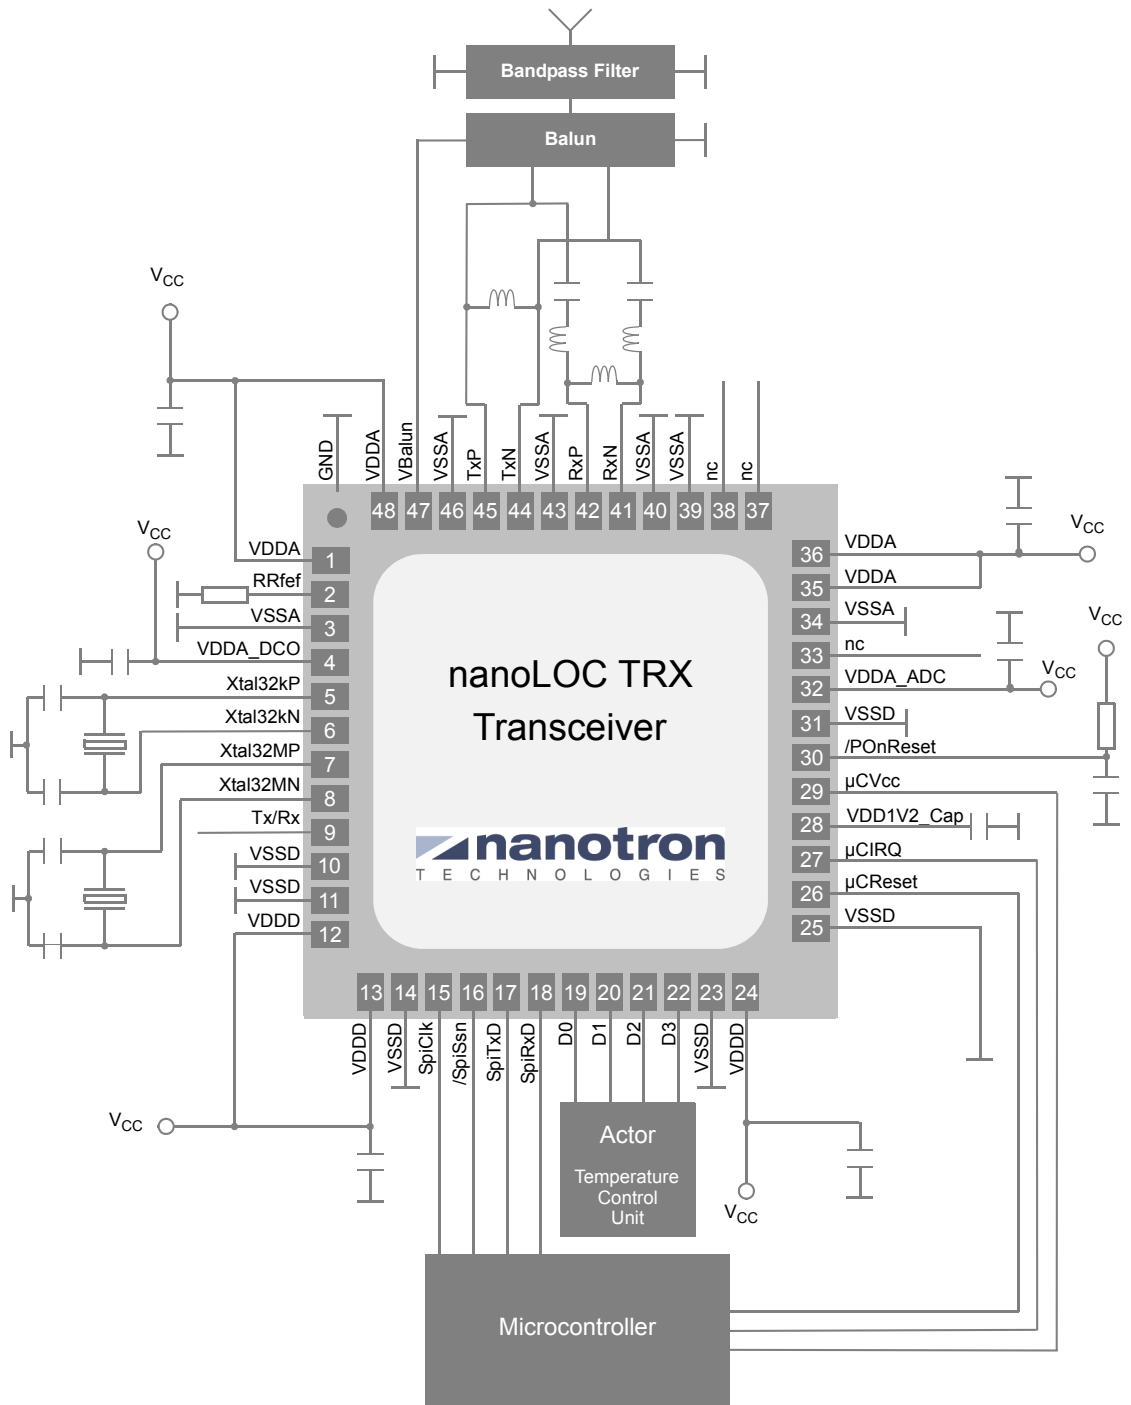 Bandpass Filter
Balun
VCC
GND
VDDA
VBalun
VSSA
TxP
TxN
VSSA
RxP
RxN
VSSA
VSSA
nc
nc
48
47
46
45
44
43
42
41
40
39
38
37
VCC
VDDA
1
RRfef
2
VSSA
3
VDDA_DCO
4
Xtal32kP
5
Xtal32kN
6
Xtal32MP
7
Xtal32MN
8
Tx/Rx
9
VSSD
10
VSSD
11
VDDD
12
nanoLOC TRX
Transceiver
nanotron
TECHNOLOGIES
36
VDDA
VCC
35
VDDA
34
VSSA
VCC
33
nc
32
VDDA_ADC
VCC
31
VSSD
30
/POnReset
29
µCVcc
28
VDD1V2_Cap
27
µCIRQ
26
µCReset
25
VSSD
13
14
15
16
17
18
19
20
21
22
23
24
VDDD
VSSD
SpiClk
/SpiSsn
SpiTxD
SpiRxD
D0
D1
D2
D3
VSSD
VDDD
VCC
Actor
Temperature
Control
Unit
VCC
Microcontroller